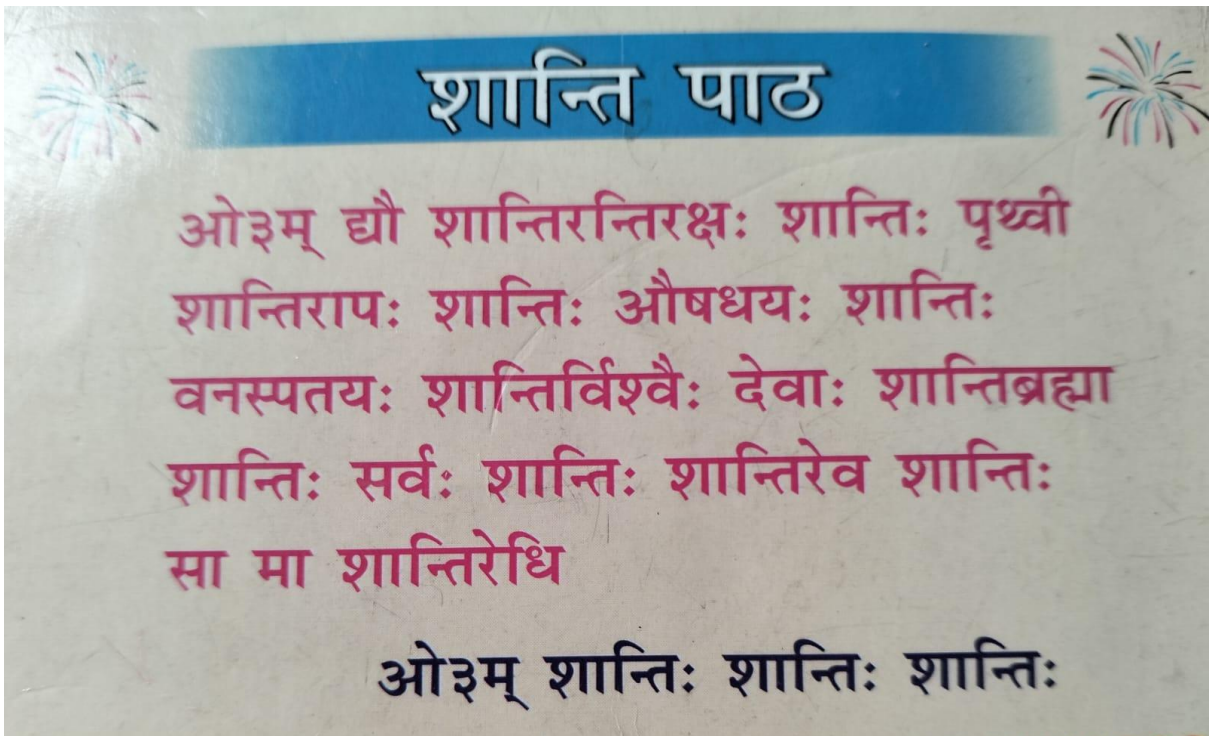 शान्ति पाठ
ओ३म् द्यौ शान्तिरन्तिरक्षः शान्तिः पृथ्वी
शान्तिरापः शान्तिः औषधयः शान्तिः
वनस्पतयः शान्तिर्विश्वैः देवाः शान्तिब्रह्मा
शान्तिः सर्वः शान्तिः शान्तिरेव शान्तिः
सा मा शान्तिरेधि
ओ३म् शान्तिः शान्तिः शान्तिः